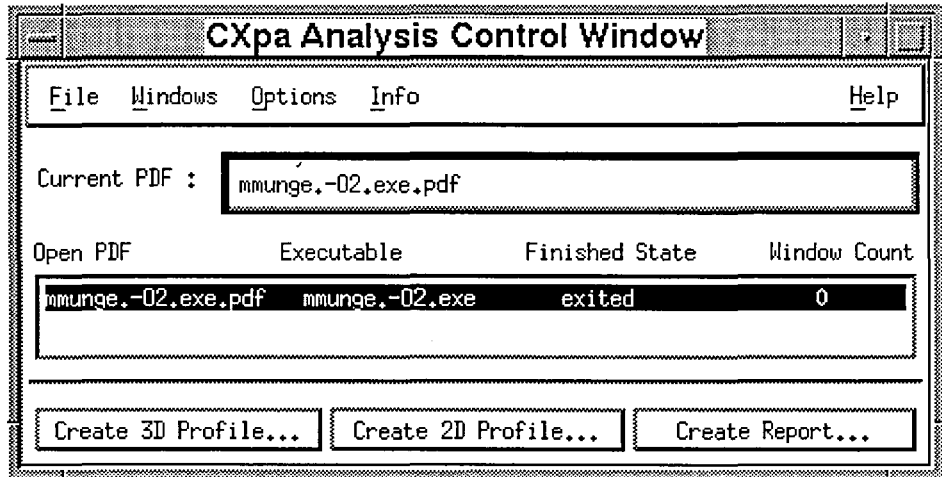 CXpa Analysis Control Window
File Windows Options Info Help
Current PDF : mmunge.-O2.exe.pdf
Open PDF Executable Finished State Window Count
mmunge.-O2.exe.pdf mmunge.-O2.exe exited 0
Create 3D Profile... Create 2D Profile... Create Report...